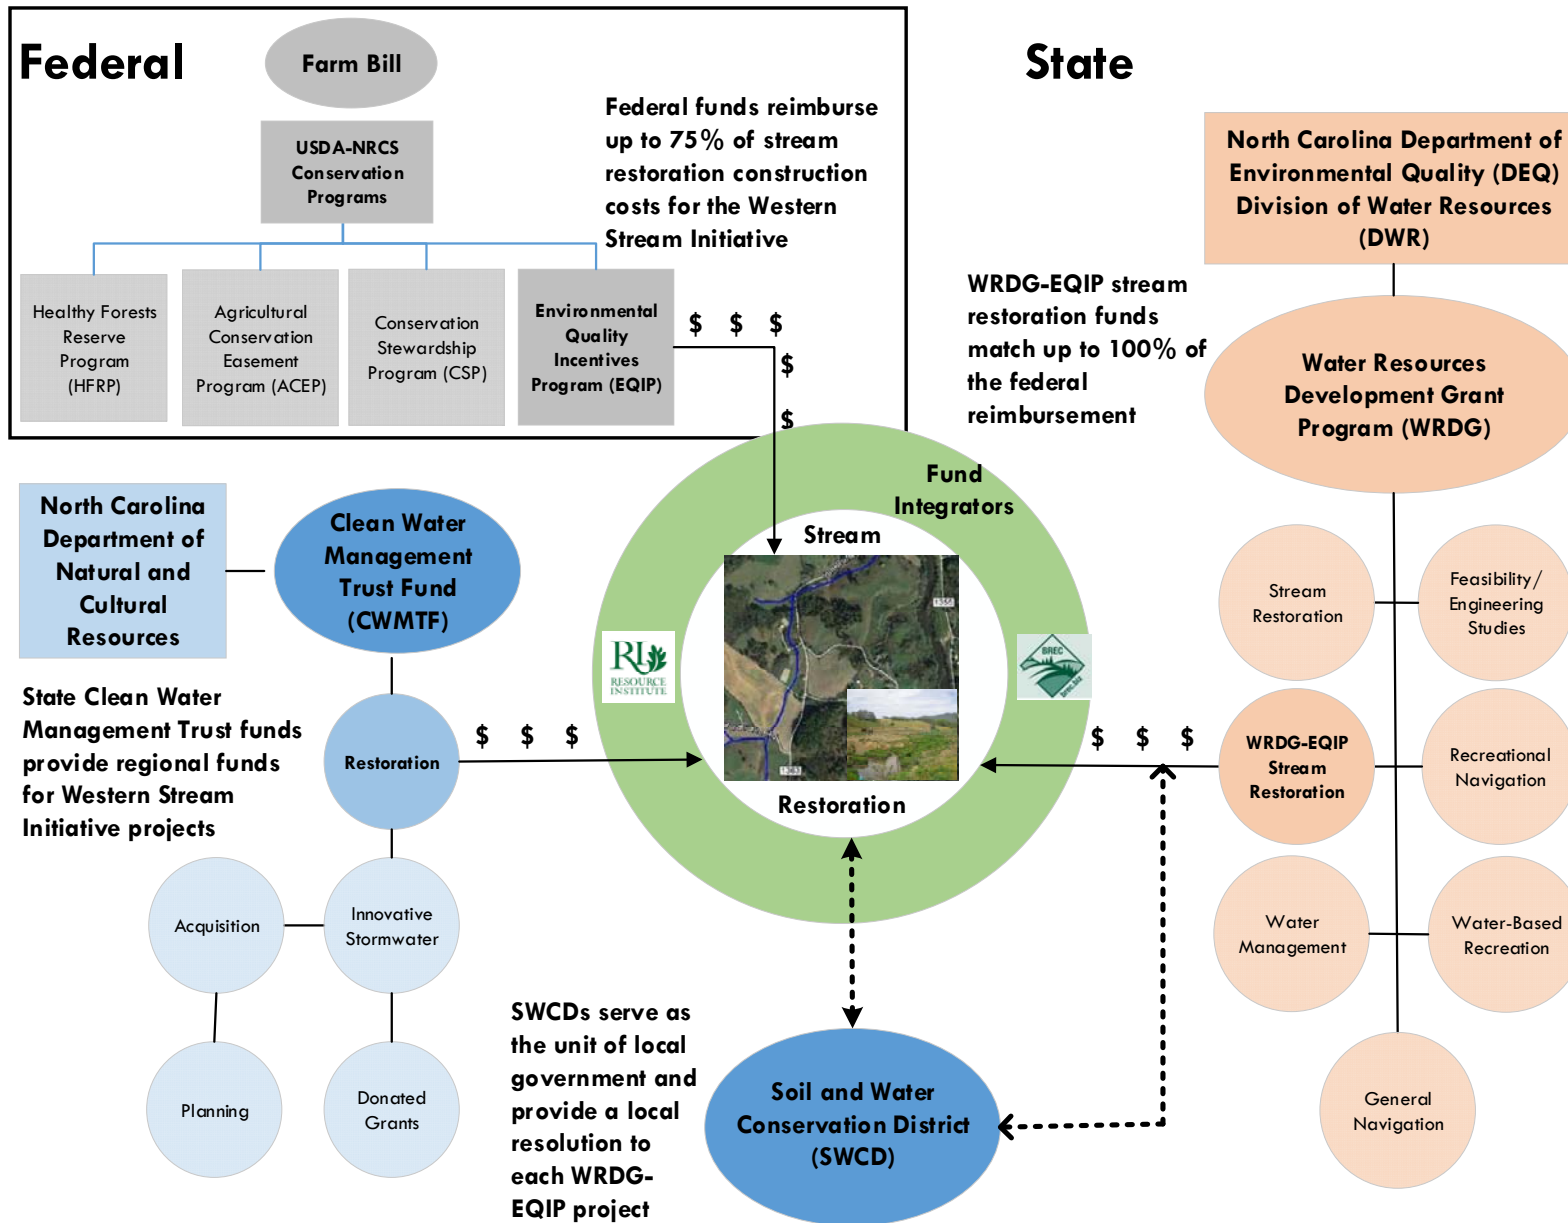 Federal
Farm Bill
USDA-NRCS
Conservation
Programs
Federal funds reimburse
up to 75% of stream
restoration construction
costs for the Western
Stream Initiative
Healthy Forests
Reserve
Program
(HFRP)
Agricultural
Conservation
Easement
Program (ACEP)
Conservation
Stewardship
Program (CSP)
Environmental
Quality
Incentives
Program (EQIP)
$ $ $
$
$
State
North Carolina Department of
Environmental Quality (DEQ)
Division of Water Resources
(DWR)
WRDG-EQIP stream
restoration funds
match up to 100% of
the federal
reimbursement
Water Resources
Development Grant
Program (WRDG)
North Carolina
Department of
Natural and
Cultural
Resources
Clean Water
Management
Trust Fund
(CWMTF)
Fund
Integrators
Stream
1355
RI
RESOURCE
INSTITUTE
BREC
brec.biz
1363
Restoration
Stream
Restoration
Feasibility/
Engineering
Studies
State Clean Water
Management Trust funds
provide regional funds
for Western Stream
Initiative projects
Restoration
$ $ $
$ $ $
WRDG-EQIP
Stream
Restoration
Recreational
Navigation
Acquisition
Innovative
Stormwater
Water
Management
Water-Based
Recreation
Planning
Donated
Grants
SWCDs serve as
the unit of local
government and
provide a local
resolution to
each WRDG-
EQIP project
Soil and Water
Conservation District
(SWCD)
General
Navigation